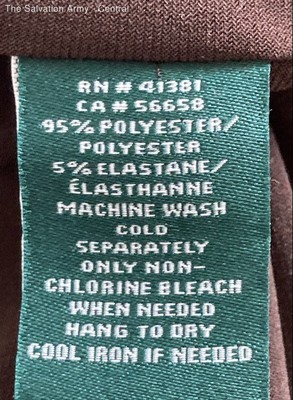 The Salvation Army - Central
RN # 41381
CA # 56658
95% POLYESTER/
POLYESTER
5% ELASTANE/
ÉLASTHANNE
MACHINE WASH
COLD
SEPARATELY
ONLY NON-
CHLORINE BLEACH
WHEN NEEDED
HANG TO DRY
COOL IRON IF NEEDED